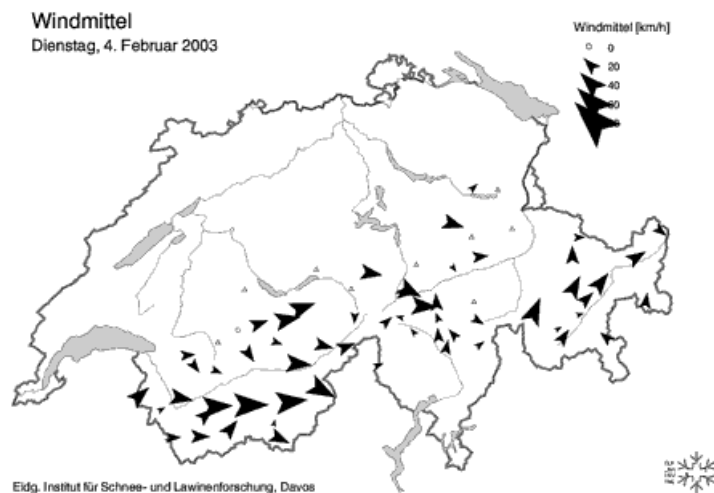 Windmittel
Dienstag, 4. Februar 2003
Windmittel [km/h]
0
20
40
Eidg. Institut für Schnee- und Lawinenforschung, Davos